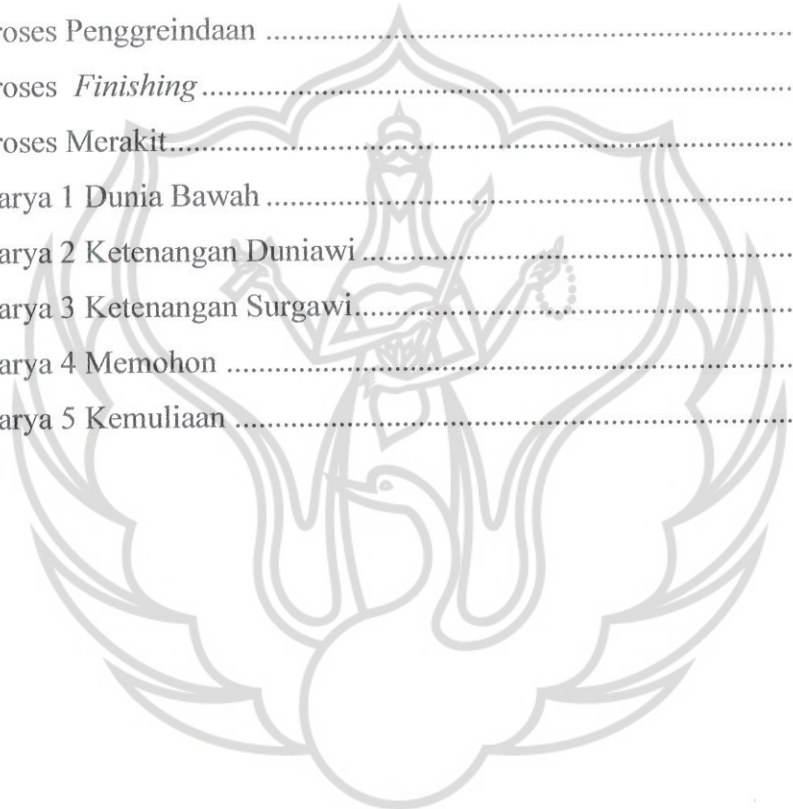 roses Penggreindaan ........................................................
roses Finishing ........................................................
roses Merakit........................................................
arya 1 Dunia Bawah ........................................................
arya 2 Ketenangan Duniawi ........................................................
arya 3 Ketenangan Surgawi........................................................
arya 4 Memohon ........................................................
arya 5 Kemuliaan ........................................................